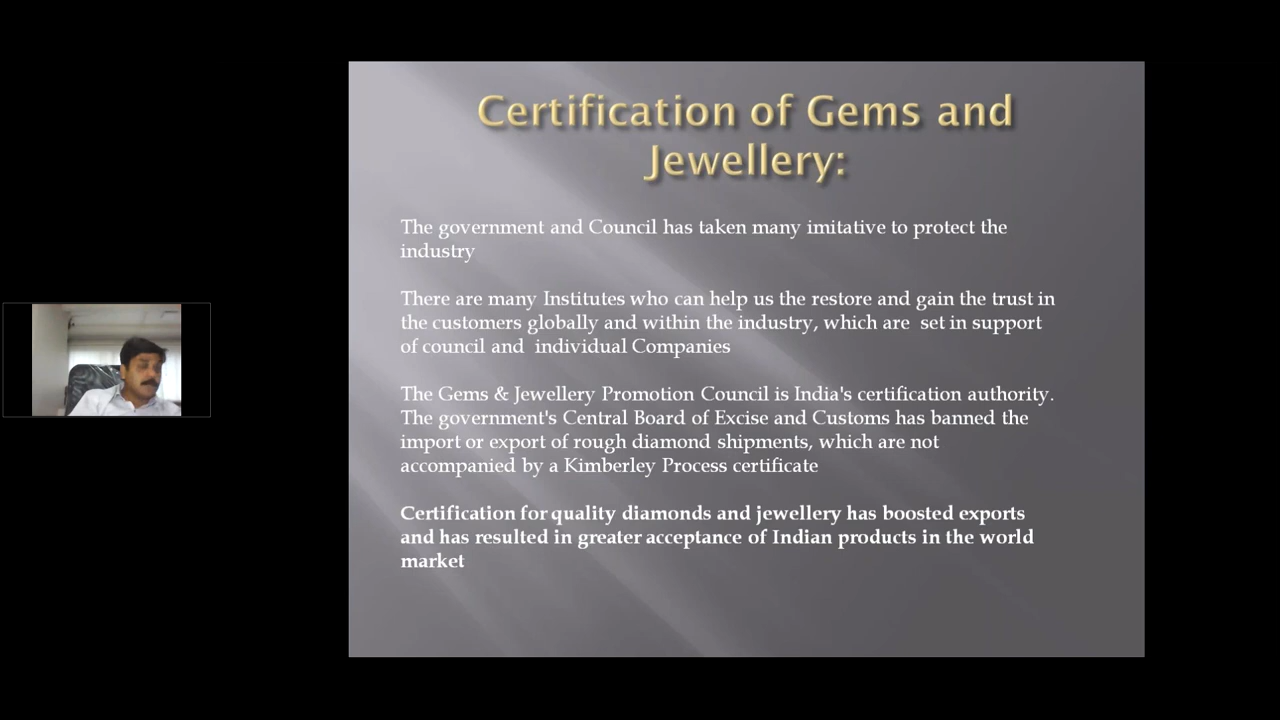 Certification of Gems and
Jewellery:
The government and Council has taken many imitative to protect the
industry
There are many Institutes who can help us the restore and gain the trust in
the customers globally and within the industry, which are  set in support
of council and  individual Companies
The Gems & Jewellery Promotion Council is India's certification authority.
The government's Central Board of Excise and Customs has banned the
import or export of rough diamond shipments, which are not
accompanied by a Kimberley Process certificate
Certification for quality diamonds and jewellery has boosted exports
and has resulted in greater acceptance of Indian products in the world
market